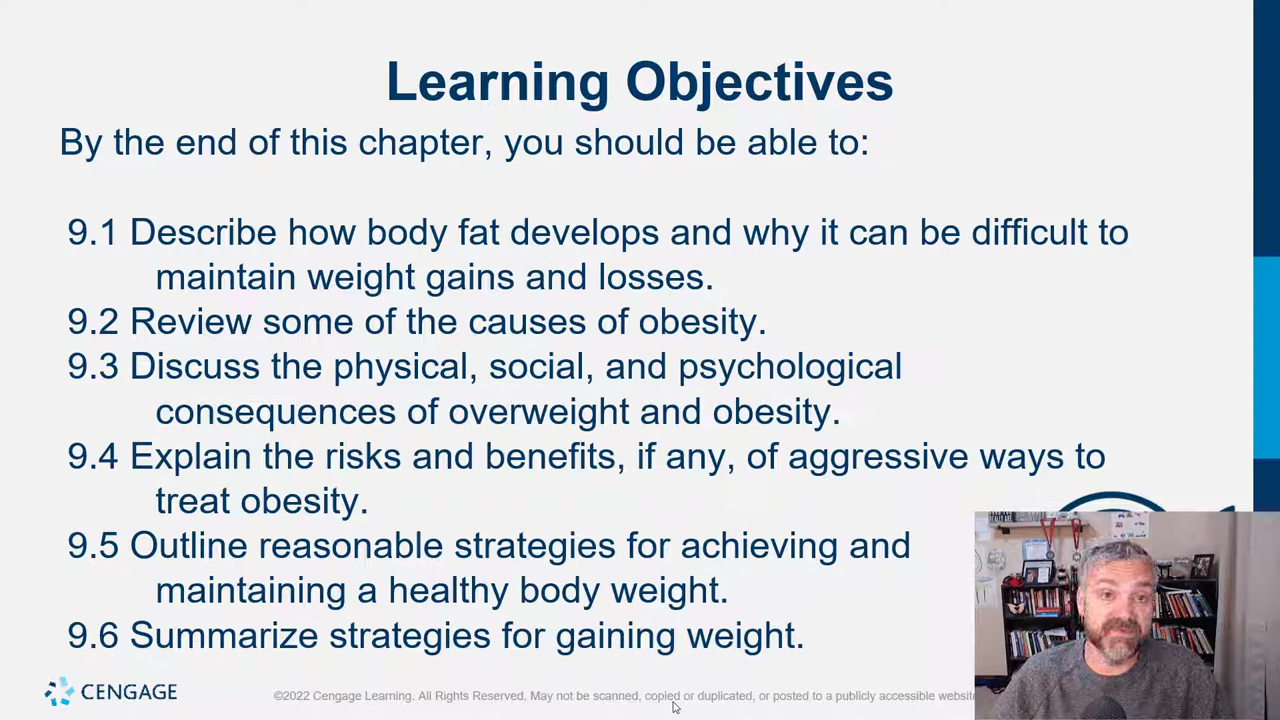 Learning Objectives
By the end of this chapter, you should be able to:
9.1 Describe how body fat develops and why it can be difficult to
maintain weight gains and losses.
9.2 Review some of the causes of obesity.
9.3 Discuss the physical, social, and psychological
consequences of overweight and obesity.
9.4 Explain the risks and benefits, if any, of aggressive ways to
treat obesity.
9.5 Outline reasonable strategies for achieving and
maintaining a healthy body weight.
9.6 Summarize strategies for gaining weight.
CENGAGE
©2022 Cengage Learning. All Rights Reserved. May not be scanned, copied or duplicated, or posted to a publicly accessible website